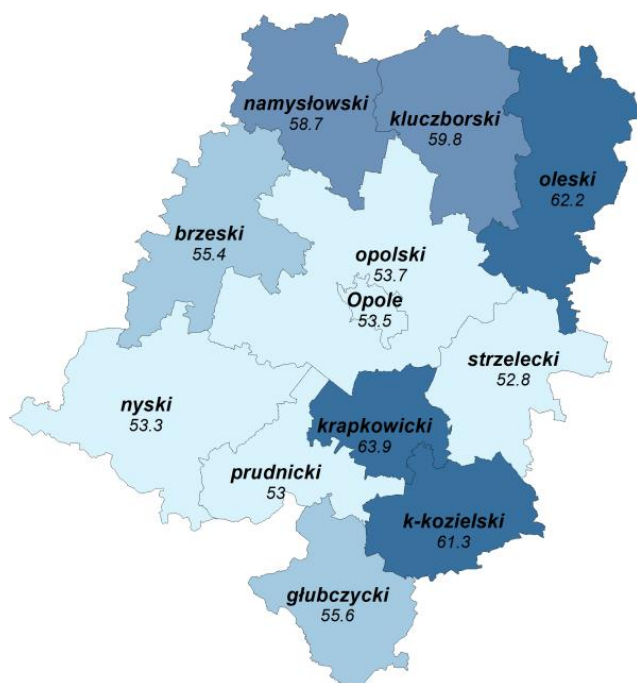 namysłowski
58.7
kluczborski
59.8
oleski
62.2
brzeski
55.4
opolski
53.7
Opole
53.5
strzelecki
52.8
nyski
53.3
krapkowicki
63.9
prudnicki
53
k-kozielski
61.3
głubczycki
55.6